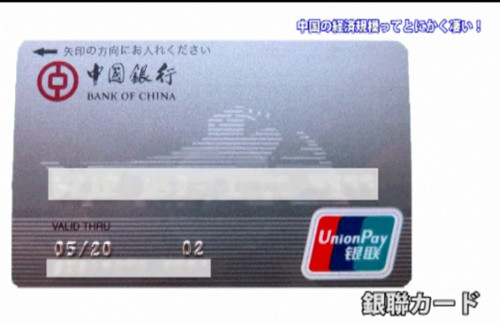 中国の経済規模ってとにかく凄い！
矢印の方向にお入れください
中国銀行
BANK OF CHINA
VALID THRU
05/20 02
UnionPay
银联
銀聯カード